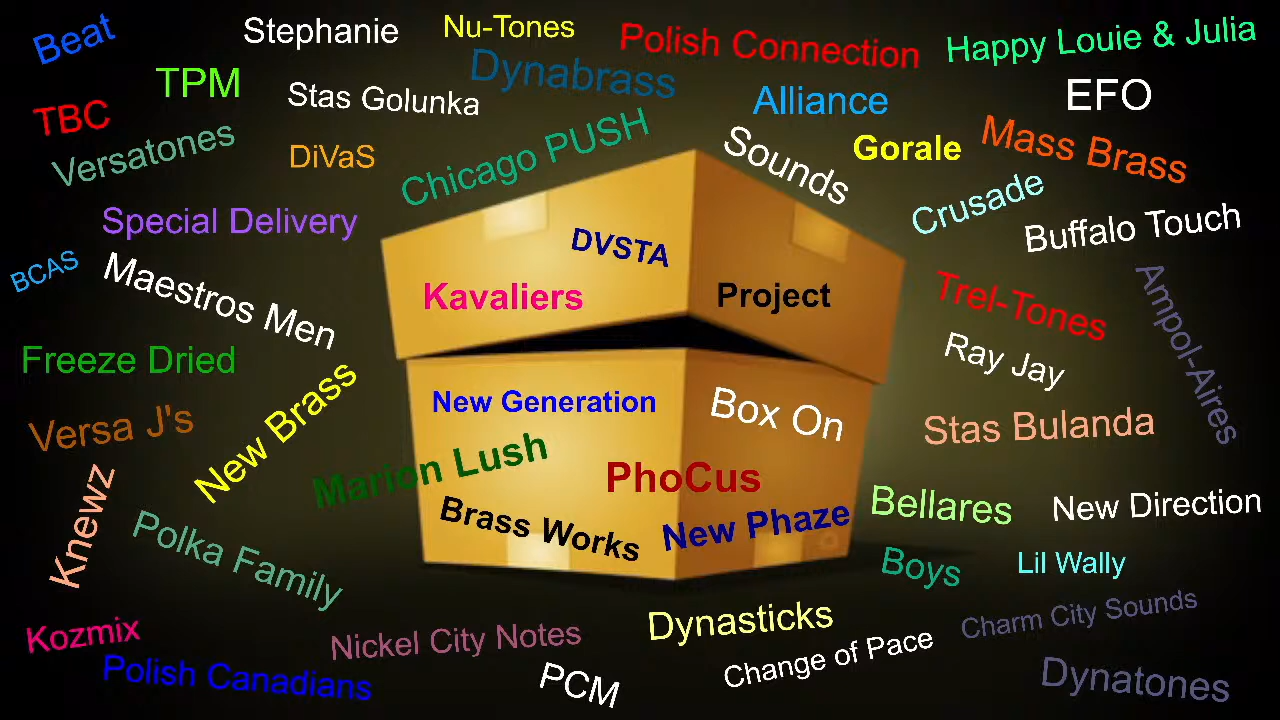 Beat
Stephanie
Nu-Tones
Polish Connection
Happy Louie & Julia
TPM
Dynabrass
Stas Golunka
Alliance
EFO
TBC
Versatones
DiVaS
Chicago PUSH
Sounds
Gorale
Mass Brass
Special Delivery
Crusade
Buffalo Touch
BCAS
Maestros Men
DVSTA
Kavaliers
Project
Trel-Tones
Ampol-Aires
Freeze Dried
Ray Jay
New Brass
New Generation
Box On
Versa J's
Stas Bulanda
Marion Lush
PhoCus
Knewz
Brass Works
New Phaze
Bellares
New Direction
Polka Family
Boys
Lil Wally
Kozmix
Nickel City Notes
Dynasticks
Charm City Sounds
Polish Canadians
PCM
Change of Pace
Dynatones